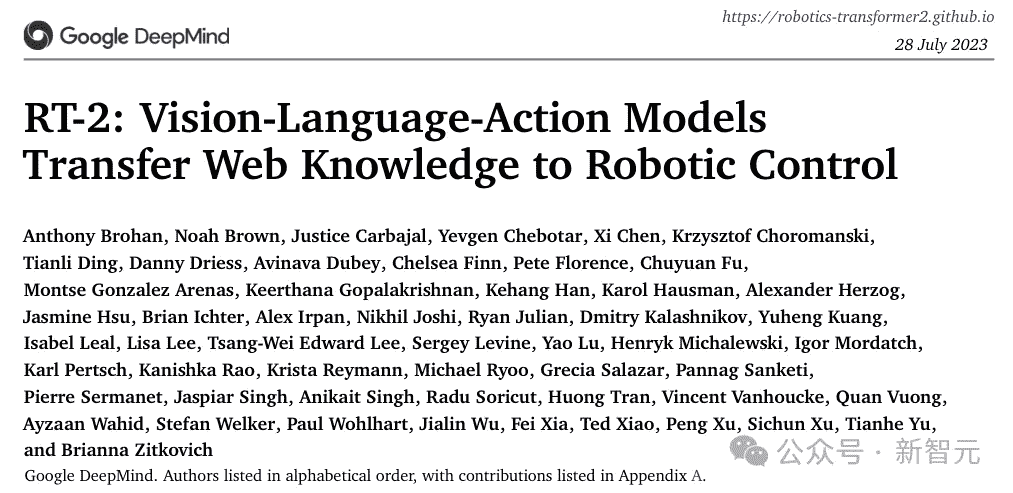 https://robotics-transformer2.github.io
Google DeepMind
28 July 2023
RT-2: Vision-Language-Action Models
Transfer Web Knowledge to Robotic Control
Anthony Brohan, Noah Brown, Justice Carbajal, Yevgen Chebotar, Xi Chen, Krzysztof Choromanski,
Tianli Ding, Danny Driess, Avinava Dubey, Chelsea Finn, Pete Florence, Chuyuan Fu,
Montse Gonzalez Arenas, Keerthana Gopalakrishnan, Kehang Han, Karol Hausman, Alexander Herzog,
Jasmine Hsu, Brian Ichter, Alex Irpan, Nikhil Joshi, Ryan Julian, Dmitry Kalashnikov, Yuheng Kuang,
Isabel Leal, Lisa Lee, Tsang-Wei Edward Lee, Sergey Levine, Yao Lu, Henryk Michalewski, Igor Mordatch,
Karl Pertsch, Kanishka Rao, Krista Reymann, Michael Ryoo, Grecia Salazar, Pannag Sanketi,
Pierre Sermanet, Jaspiar Singh, Anikait Singh, Radu Soricut, Huong Tran, Vincent Vanhoucke, Quan Vuong,
Ayzaan Wahid, Stefan Welker, Paul Wohlhart, Jialin Wu, Fei Xia, Ted Xiao, Peng Xu, Sichun Xu, Tianhe Yu,
and Brianna Zitkovich
公众号 · 新智元
Google DeepMind. Authors listed in alphabetical order, with contributions listed in Appendix A.